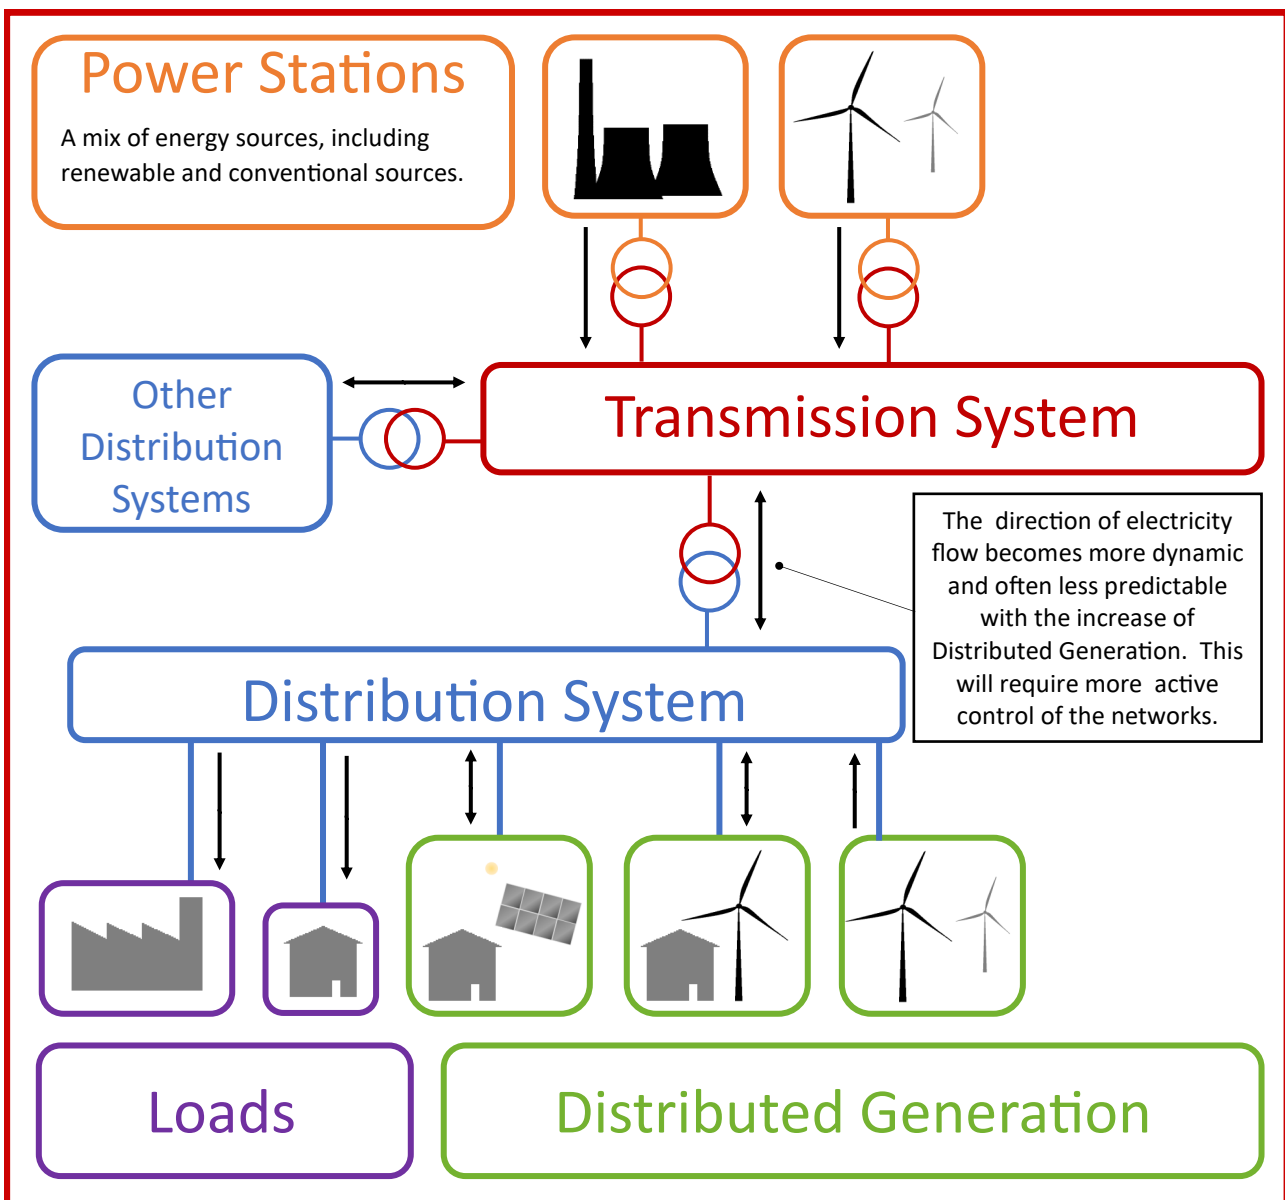 Power Stations
A mix of energy sources, including
renewable and conventional sources.
Other
Distribution
Systems
Transmission System
The direction of electricity
flow becomes more dynamic
and often less predictable
with the increase of
Distributed Generation. This
will require more active
control of the networks.
Distribution System
Loads
Distributed Generation